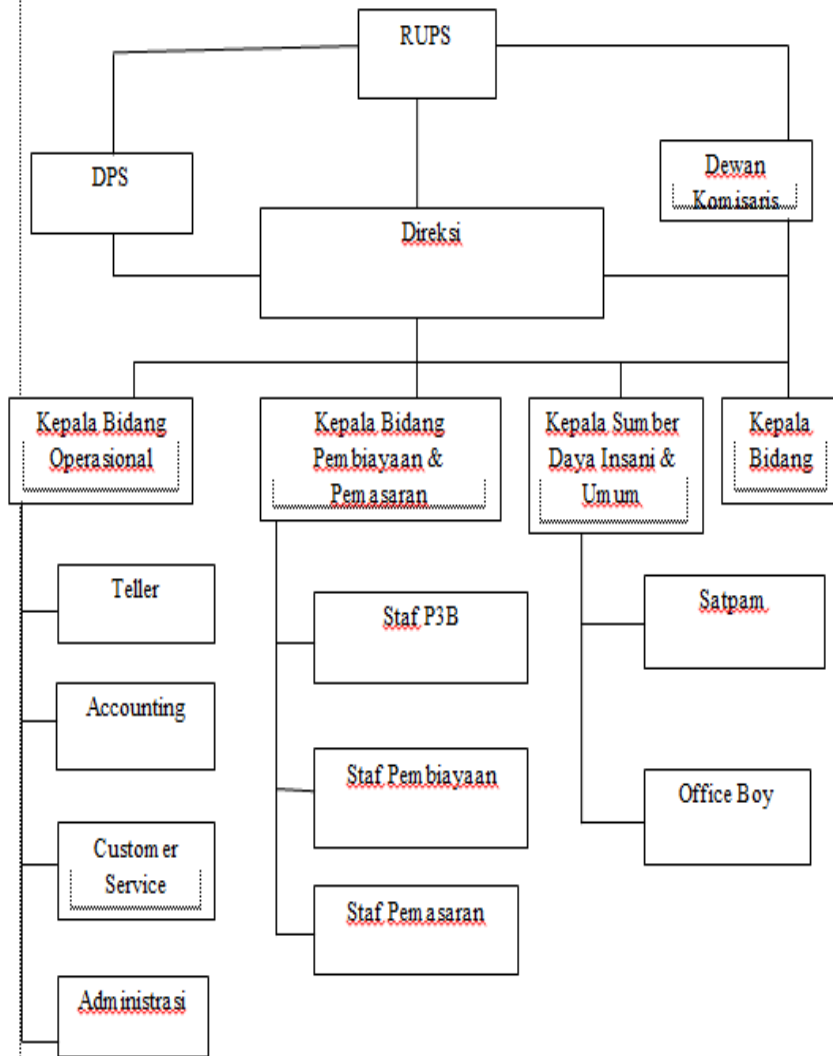 RUPS
DPS
Dewan
Komisaris
Direksi
Kepala Bidang
Operasional
Kepala Bidang
Pembiayaan &
Pemasaran
Kepala Sumber
Daya Insani &
Umum
Kepala
Bidang
Teller
Accounting
Customer
Service
Administrasi
Staf P3B
Staf Pembiayaan
Staf Pemasaran
Satpam
Office Boy